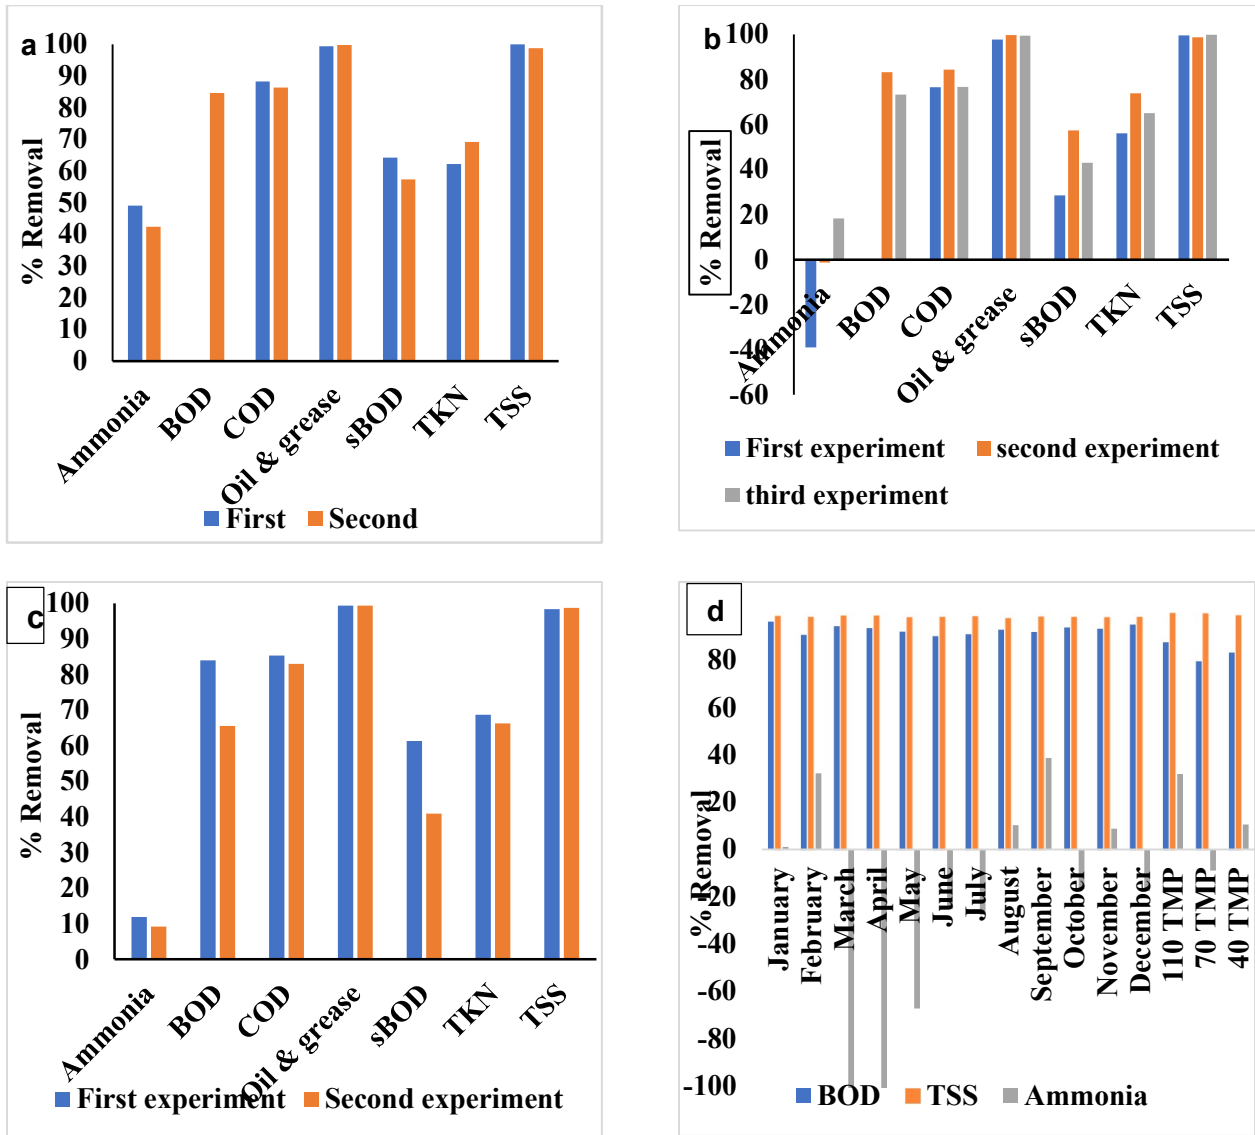 a
100
90
80
70
60
50
40
30
20
10
0
% Removal
Ammonia
BOD
COD
Oil & grease
sBOD
TKN
TSS
First
Second
b
100
80
60
40
20
0
-20
-40
-60
% Removal
Ammonia
BOD
COD
Oil & grease
sBOD
TKN
TSS
First experiment
second experiment
third experiment
c
100
90
80
70
60
50
40
30
20
10
0
% Removal
Ammonia
BOD
COD
Oil & grease
sBOD
TKN
TSS
First experiment
Second experiment
d
80
60
40
20
0
-20
-40
-60
-80
-100
% Removal
January
February
March
April
May
June
July
August
September
October
November
December
110 TMP
70 TMP
40 TMP
BOD
TSS
Ammonia